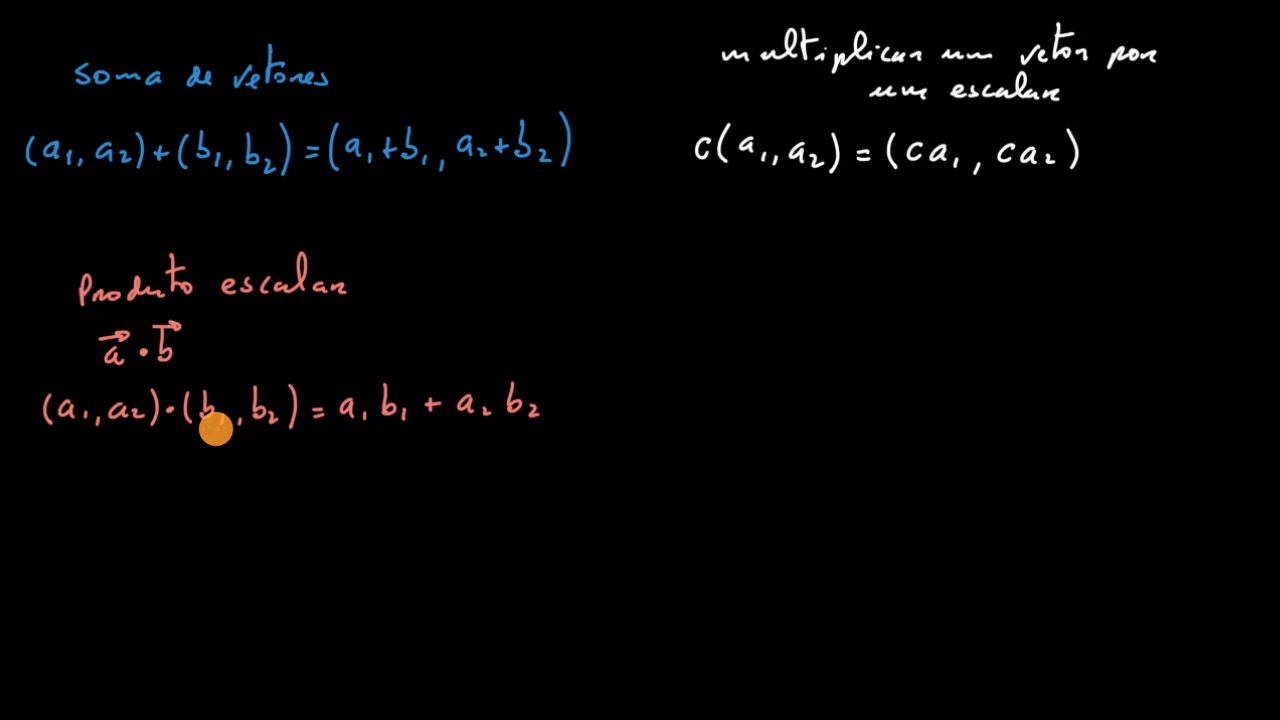 soma de vetores
(a₁, a₂) + (b₁, b₂) = (a₁+b₁, a₂+b₂)
multiplicar um vetor por
um escalar
c(a₁, a₂) = (ca₁, ca₂)
Produto escalar
a⃗ · b⃗
(a₁, a₂) · (b₁, b₂) = a₁ b₁ + a₂ b₂